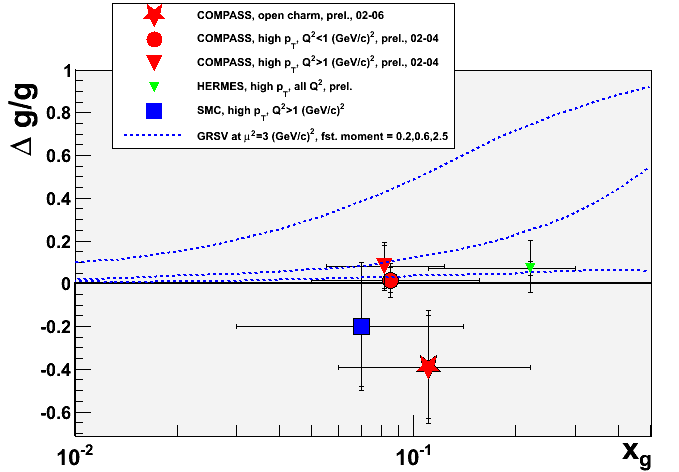 COMPASS, open charm, prel., 02-06
COMPASS, high p_T, Q²<1 (GeV/c)², prel., 02-04
COMPASS, high p_T, Q²>1 (GeV/c)², prel., 02-04
HERMES, high p_T, all Q², prel.
SMC, high p_T, Q²>1 (GeV/c)²
GRSV at μ²=3 (GeV/c)², fst. moment = 0.2,0.6,2.5
Δ g/g
1
0.8
0.6
0.4
0.2
0
-0.2
-0.4
-0.6
10⁻² 10⁻¹ x_g